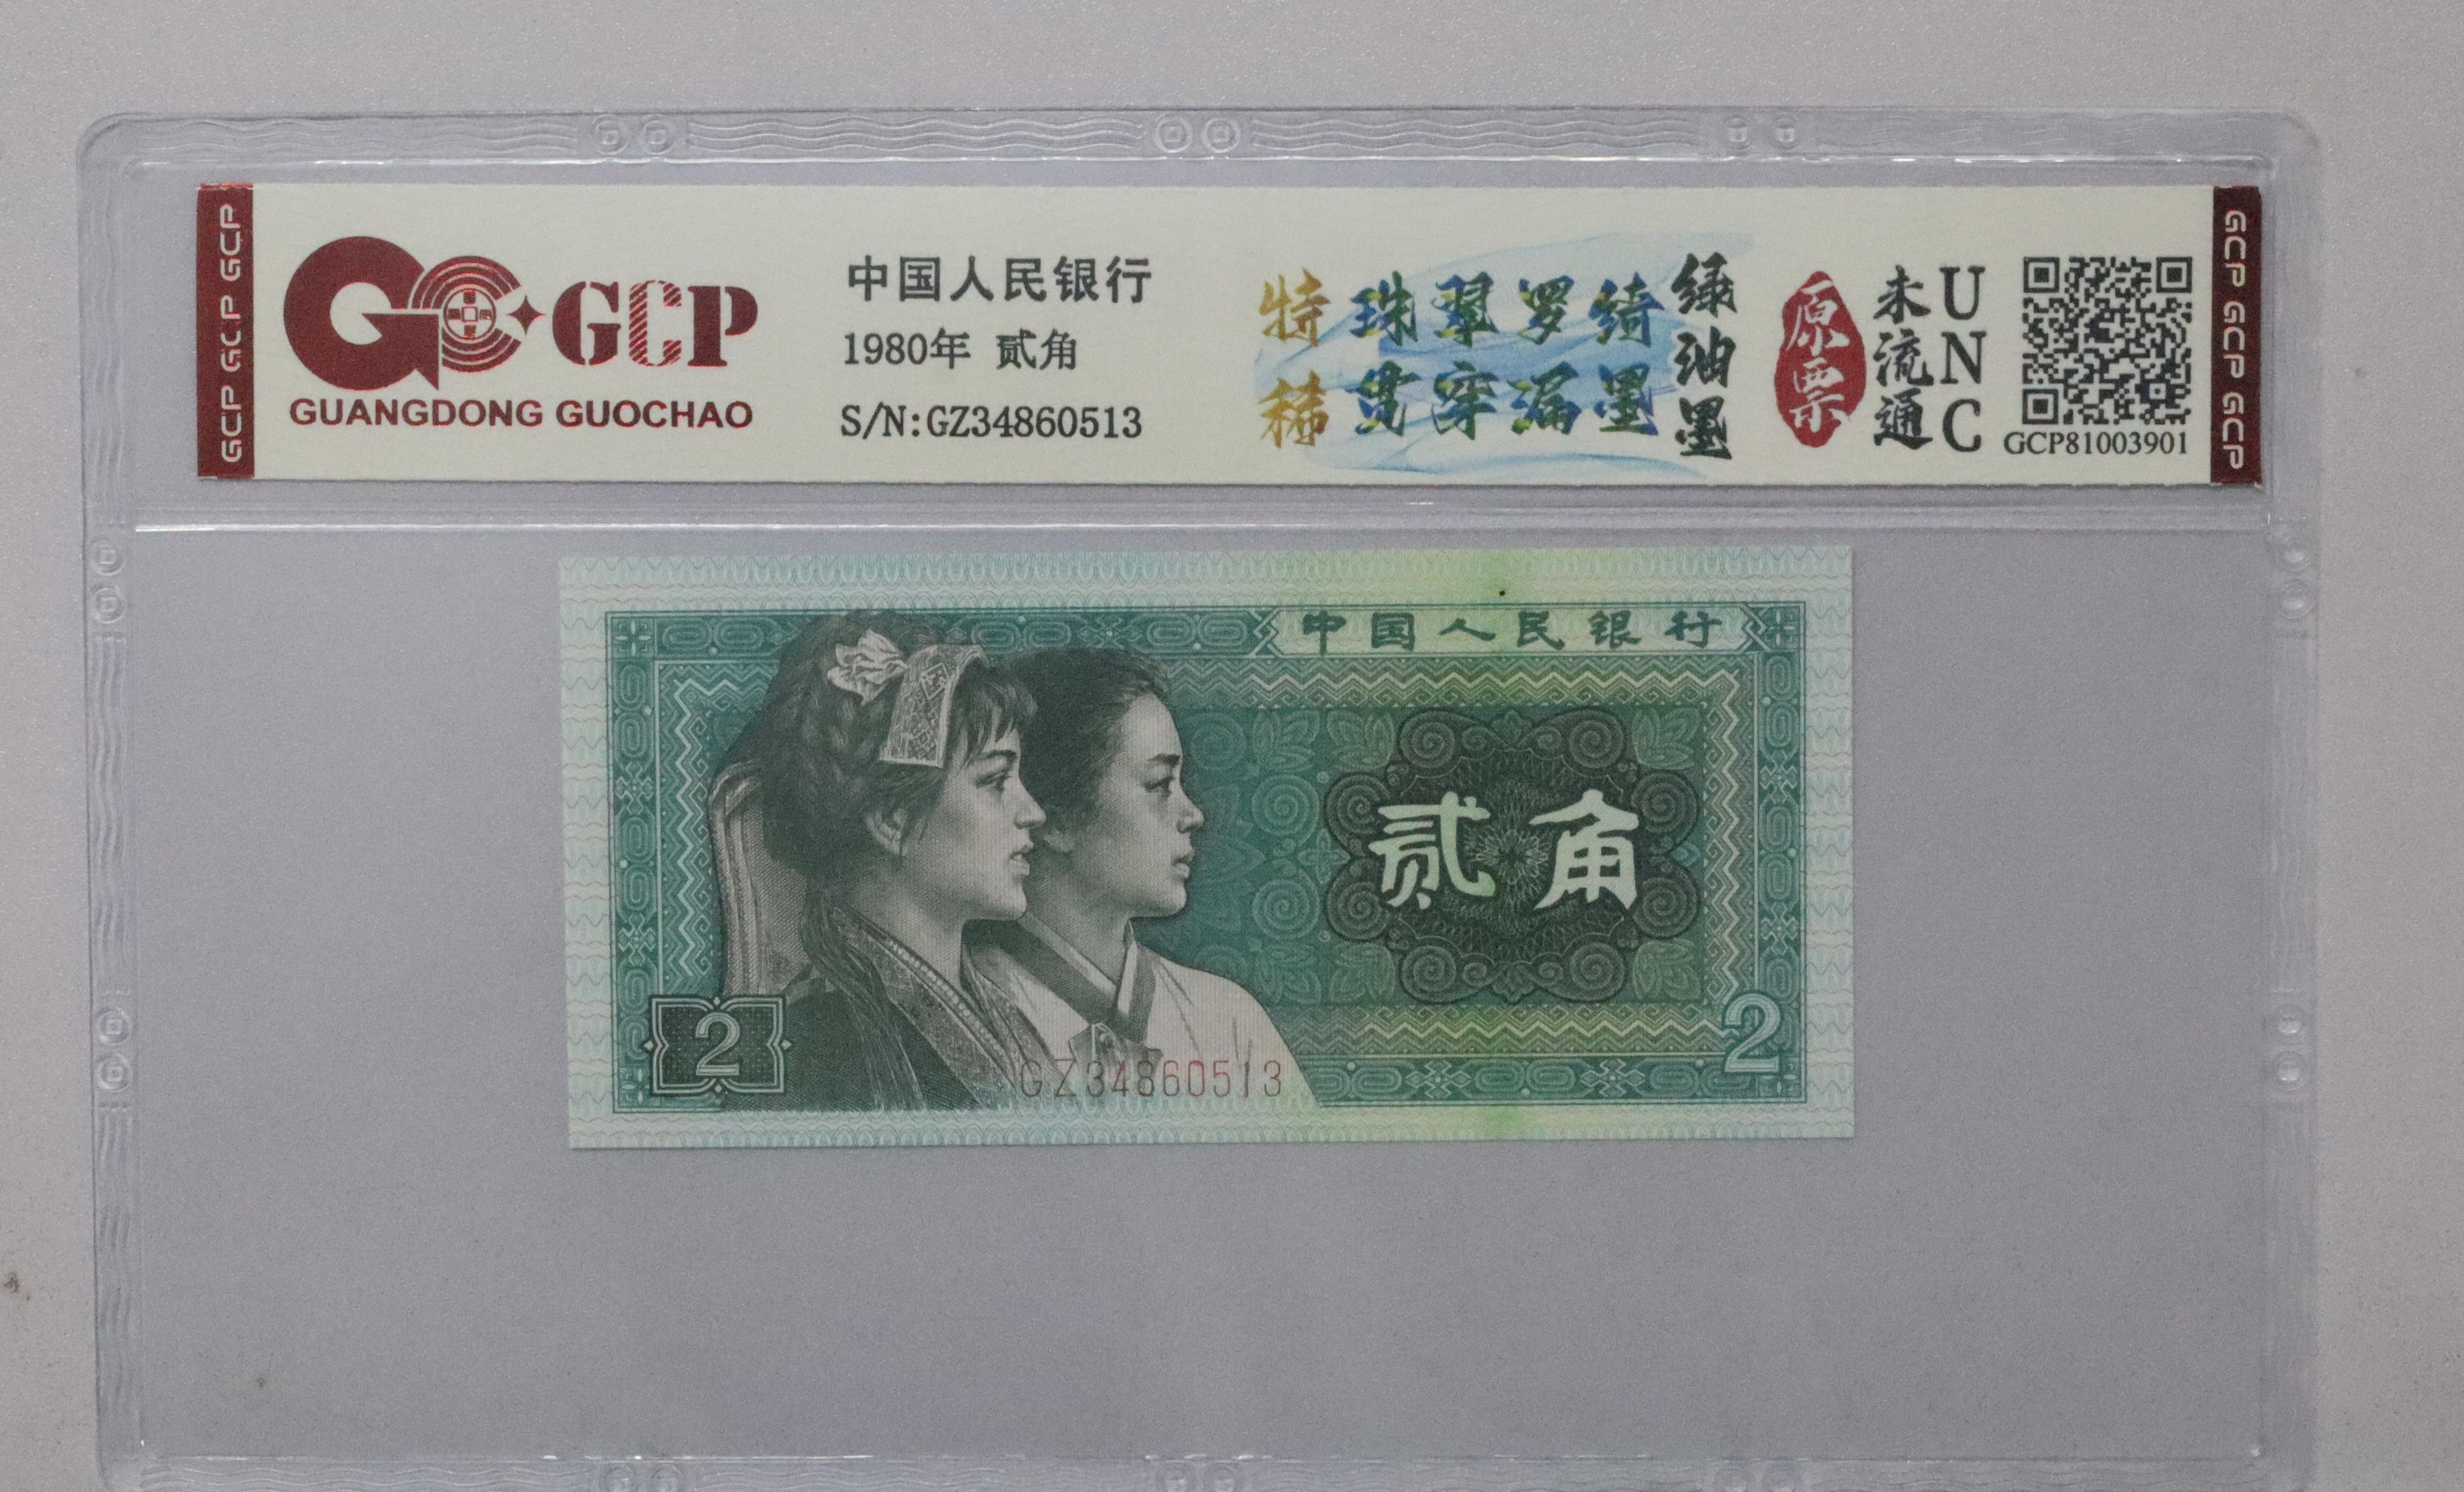 GCP GCP GCP
GCP
GUANGDONG GUOCHAO
中国人民银行
1980年 贰角
S/N:GZ34860513
特稀
珠翠罗绮
贯穿漏墨
绿油墨
原票
未流通
UNC
GCP81003901
GCP GCP GCP
中国人民银行
贰角
2
2
GZ34860513